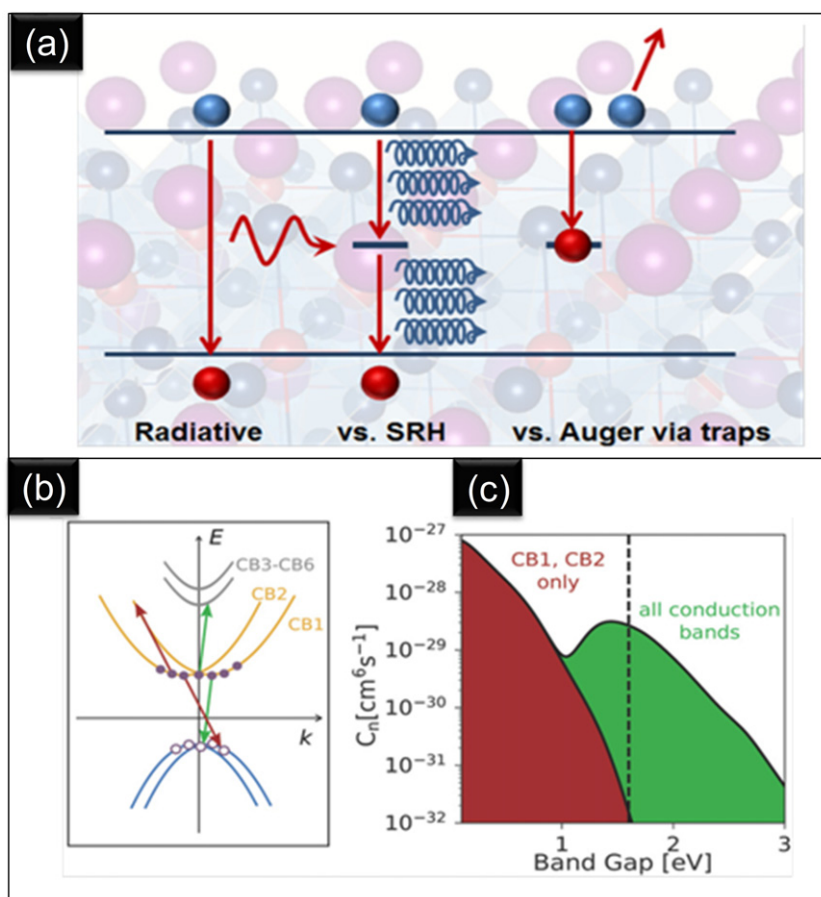 (a)
Radiative vs. SRH vs. Auger via traps
(b)
E
CB3-CB6
CB2
CB1
k
(c)
C_n[cm⁶s⁻¹]
10⁻²⁷
10⁻²⁸
10⁻²⁹
10⁻³⁰
10⁻³¹
10⁻³²
CB1, CB2
only
all conduction
bands
1 2 3
Band Gap [eV]